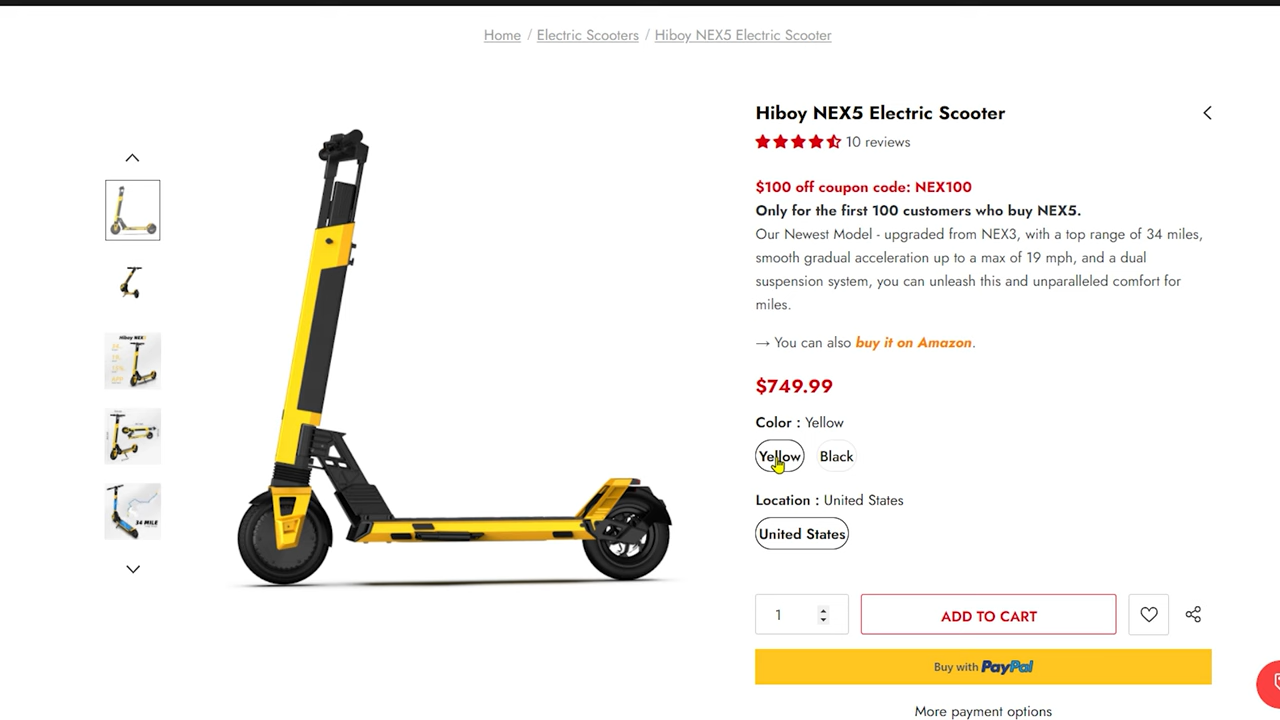 Home / Electric Scooters / Hiboy NEX5 Electric Scooter
Hiboy NEX5 Electric Scooter
10 reviews
$100 off coupon code: NEX100
Only for the first 100 customers who buy NEX5.
Our Newest Model - upgraded from NEX3, with a top range of 34 miles,
smooth gradual acceleration up to a max of 19 mph, and a dual
suspension system, you can unleash this and unparalleled comfort for
miles.
→ You can also buy it on Amazon.
$749.99
Color : Yellow
Yellow Black
Location : United States
United States
1 ADD TO CART
Buy with PayPal
More payment options
Hiboy
34 MILE